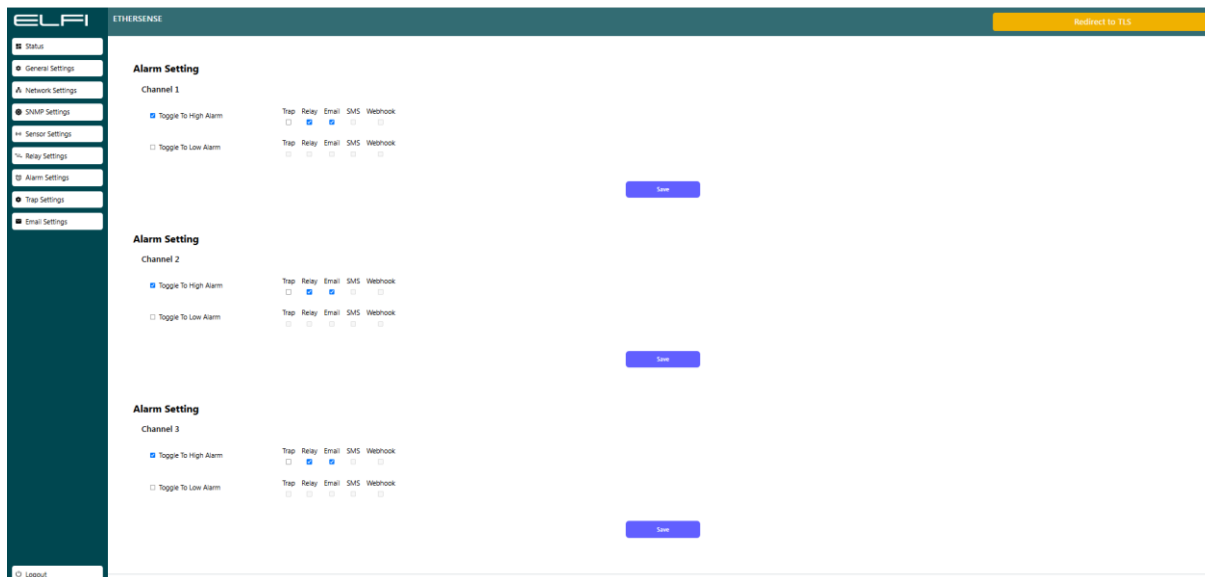 ELFI
ETHERSENSE
Redirect to TLS
Status
General Settings
Network Settings
SNMP Settings
Sensor Settings
Relay Settings
Alarm Settings
Trap Settings
Email Settings
Logout
Alarm Setting
Channel 1
Toggle To High Alarm
Trap Relay Email SMS Webhook
Toggle To Low Alarm
Trap Relay Email SMS Webhook
Save
Alarm Setting
Channel 2
Toggle To High Alarm
Trap Relay Email SMS Webhook
Toggle To Low Alarm
Trap Relay Email SMS Webhook
Save
Alarm Setting
Channel 3
Toggle To High Alarm
Trap Relay Email SMS Webhook
Toggle To Low Alarm
Trap Relay Email SMS Webhook
Save